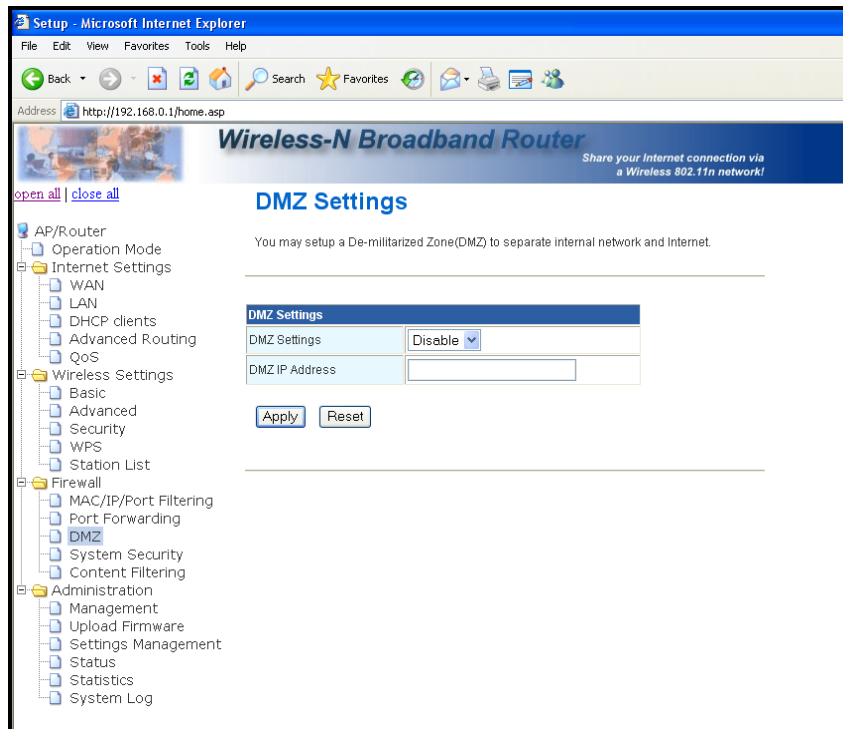 Setup - Microsoft Internet Explorer
File Edit View Favorites Tools Help
Back Search Favorites
Address http://192.168.0.1/home.asp
Wireless-N Broadband Router
Share your Internet connection via
a Wireless 802.11n network!
open all | close all
AP/Router
Operation Mode
Internet Settings
WAN
LAN
DHCP clients
Advanced Routing
QoS
Wireless Settings
Basic
Advanced
Security
WPS
Station List
Firewall
MAC/IP/Port Filtering
Port Forwarding
DMZ
System Security
Content Filtering
Administration
Management
Upload Firmware
Settings Management
Status
Statistics
System Log
DMZ Settings
You may setup a De-militarized Zone(DMZ) to separate internal network and Internet.
DMZ Settings
DMZ Settings Disable
DMZ IP Address
Apply Reset